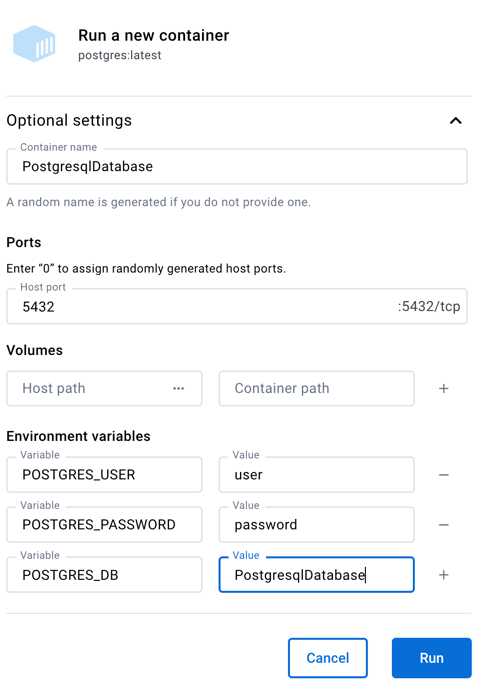 Run a new container
postgres:latest
Optional settings
Container name
PostgresqlDatabase
A random name is generated if you do not provide one.
Ports
Enter “0” to assign randomly generated host ports.
Host port
5432 :5432/tcp
Volumes
Host path ... Container path +
Environment variables
Variable Value
POSTGRES_USER user −
Variable Value
POSTGRES_PASSWORD password −
Variable Value
POSTGRES_DB PostgresqlDatabase +
Cancel Run